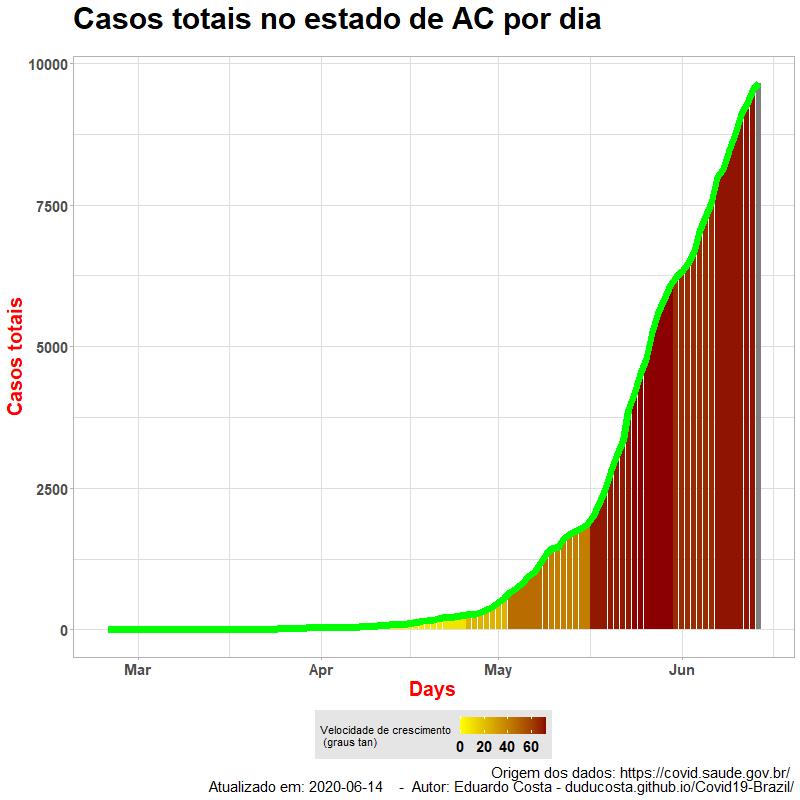 Casos totais no estado de AC por dia
10000
7500
5000
2500
0
Casos totais
Mar Apr May Jun
Days
Velocidade de crescimento
(graus tan)
0 20 40 60
Origem dos dados: https://covid.saude.gov.br/
Atualizado em: 2020-06-14 - Autor: Eduardo Costa - duducosta.github.io/Covid19-Brazil/